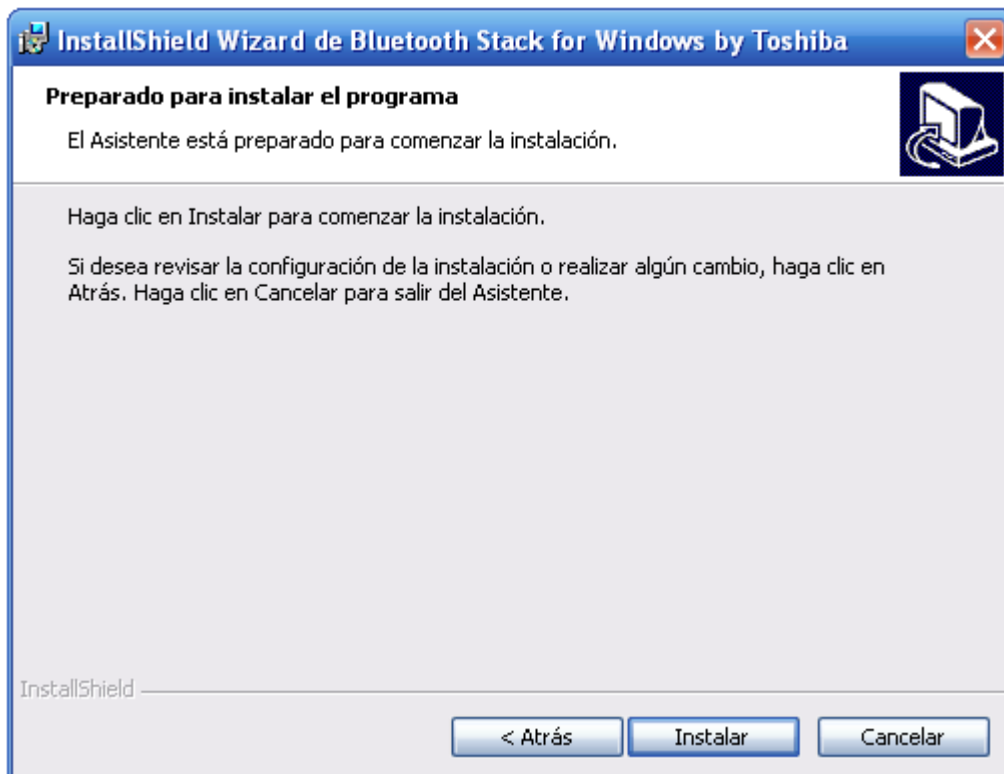 InstallShield Wizard de Bluetooth Stack for Windows by Toshiba
Preparado para instalar el programa
El Asistente está preparado para comenzar la instalación.
Haga clic en Instalar para comenzar la instalación.
Si desea revisar la configuración de la instalación o realizar algún cambio, haga clic en
Atrás. Haga clic en Cancelar para salir del Asistente.
InstallShield
< Atrás
Instalar
Cancelar